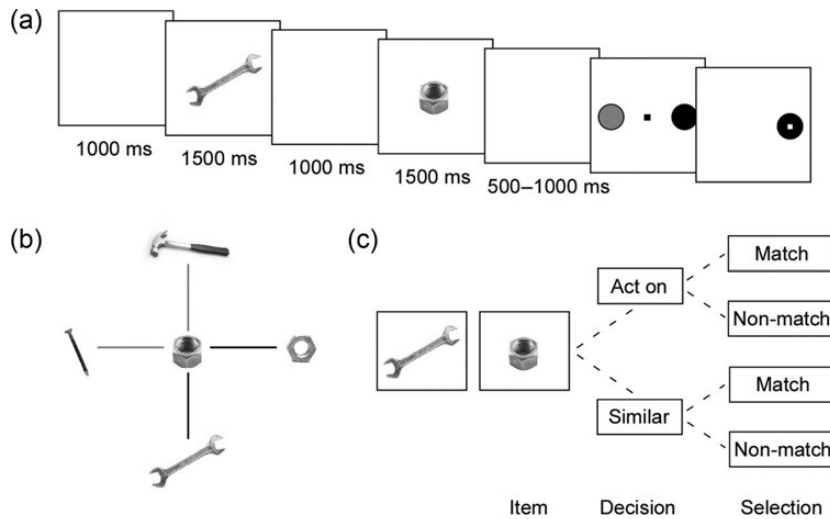 (a)
1000 ms
1500 ms
1000 ms
1500 ms
500–1000 ms
(b)
(c)
Act on
Match
Non-match
Similar
Match
Non-match
Item Decision Selection